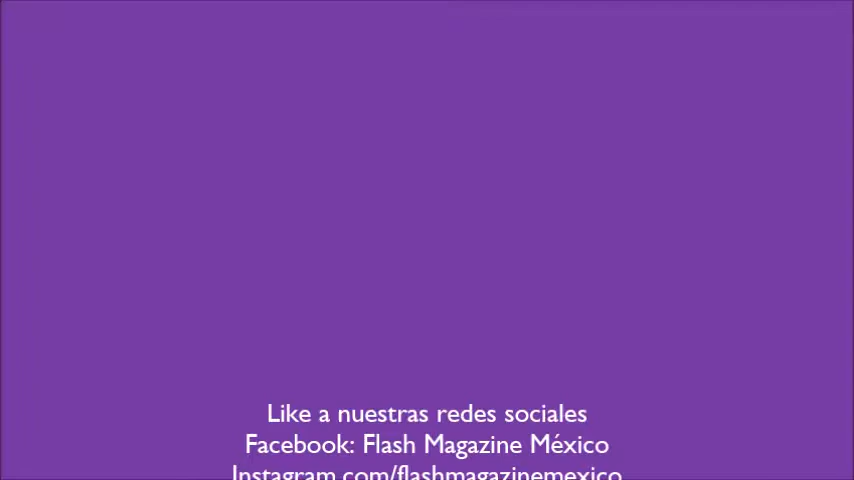 Like a nuestras redes sociales
Facebook: Flash Magazine México
Instagram.com/flashmagazinemexico